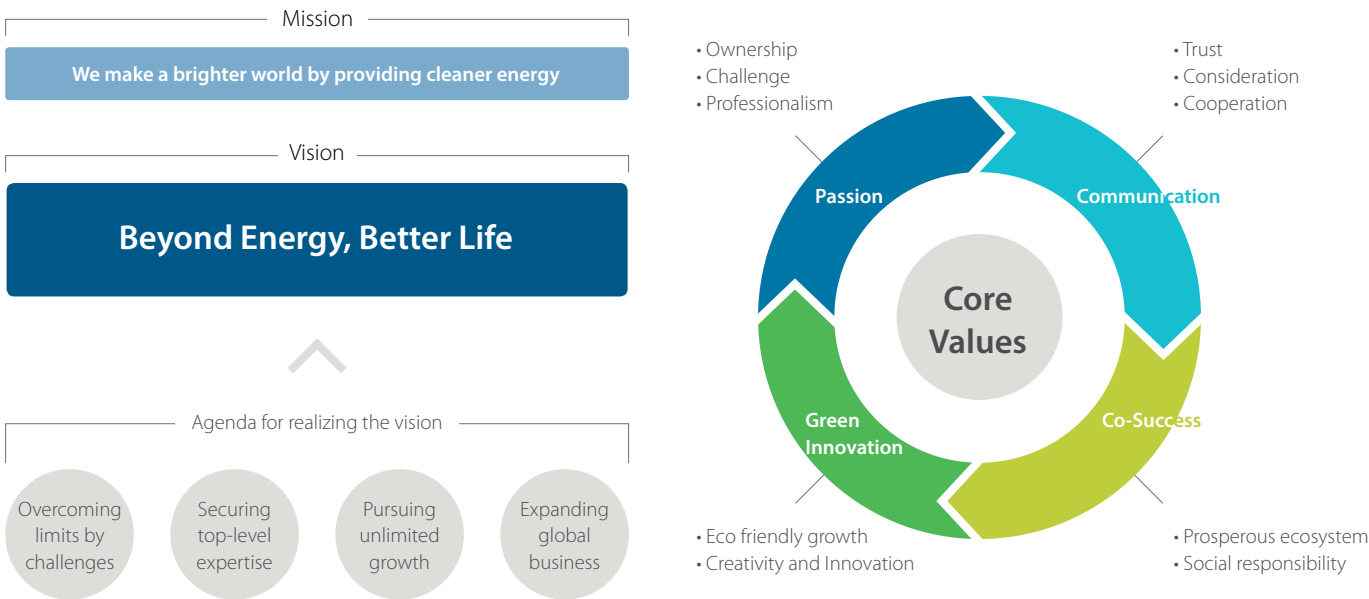 Mission
We make a brighter world by providing cleaner energy
Vision
Beyond Energy, Better Life
Agenda for realizing the vision
Overcoming
limits by
challenges
Securing
top-level
expertise
Pursuing
unlimited
growth
Expanding
global
business
• Ownership
• Challenge
• Professionalism
• Trust
• Consideration
• Cooperation
Passion
Communication
Core
Values
Green
Innovation
Co-Success
• Eco friendly growth
• Creativity and Innovation
• Prosperous ecosystem
• Social responsibility